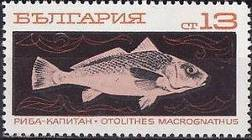 БЪЛГАРИЯ
СТ. 13
РИБА-КАПИТАН • OTOLITHES MACROGNATHUS